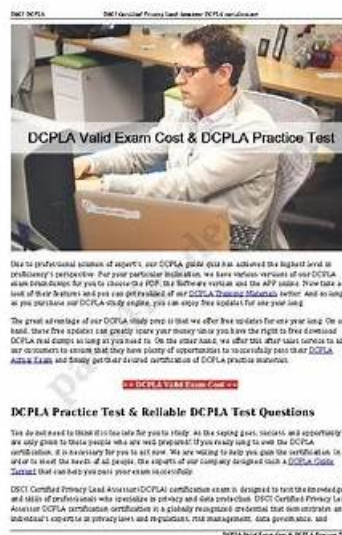 DSCI DCPLA DSCI Certified Privacy Lead Assessor DCPLA certification
DCPLA Valid Exam Cost & DCPLA Practice Test
Due to professional acumen of expert's, our DCPLA guide quiz has achieved the highest level in
proficiency's perspective. For your particular inclination, we have various versions of our DCPLA
exam braindumps for you to choose the PDF, the Software version and the APP online. Now take a
look of their features and you can get of our DCPLA Training Materials better. And so long
as you purchase our DCPLA study engine, you can enjoy free updates for one year long.
The great advantage of our DCPLA study prep is that we offer free updates for one year long. On
hand, these free updates can greatly spare your money since you have the right to free download
DCPLA real dumps as long as you need to. On the other hand, we offer this after-sales service to all
our customers to ensure that they have plenty of opportunities to successfully pass their DCPLA
Actual Exam and finally get their desired certification of DCPLA practice materials.
>> DCPLA Valid Exam Cost <<
DCPLA Practice Test & Reliable DCPLA Test Questions
You do not need to think it is too late for you to study. As the saying goes, success and opportunity
are only given to those people who are well prepared! If you really long to own the DCPLA
certification, it is necessary for you to act now. We are willing to help you gain the certification. In
order to meet the needs of all people, the experts of our company designed such a DCPLA Guide
Torrent that can help you pass your exam successfully.
DSCI Certified Privacy Lead Assessor (DCPLA) certification exam is designed to test the knowledge
and skills of professionals who specialize in privacy and data protection. DSCI Certified Privacy Lead
Assessor DCPLA certification certification is a globally recognized credential that demonstrates an
individual's expertise in privacy laws and regulations, risk management, data governance, and